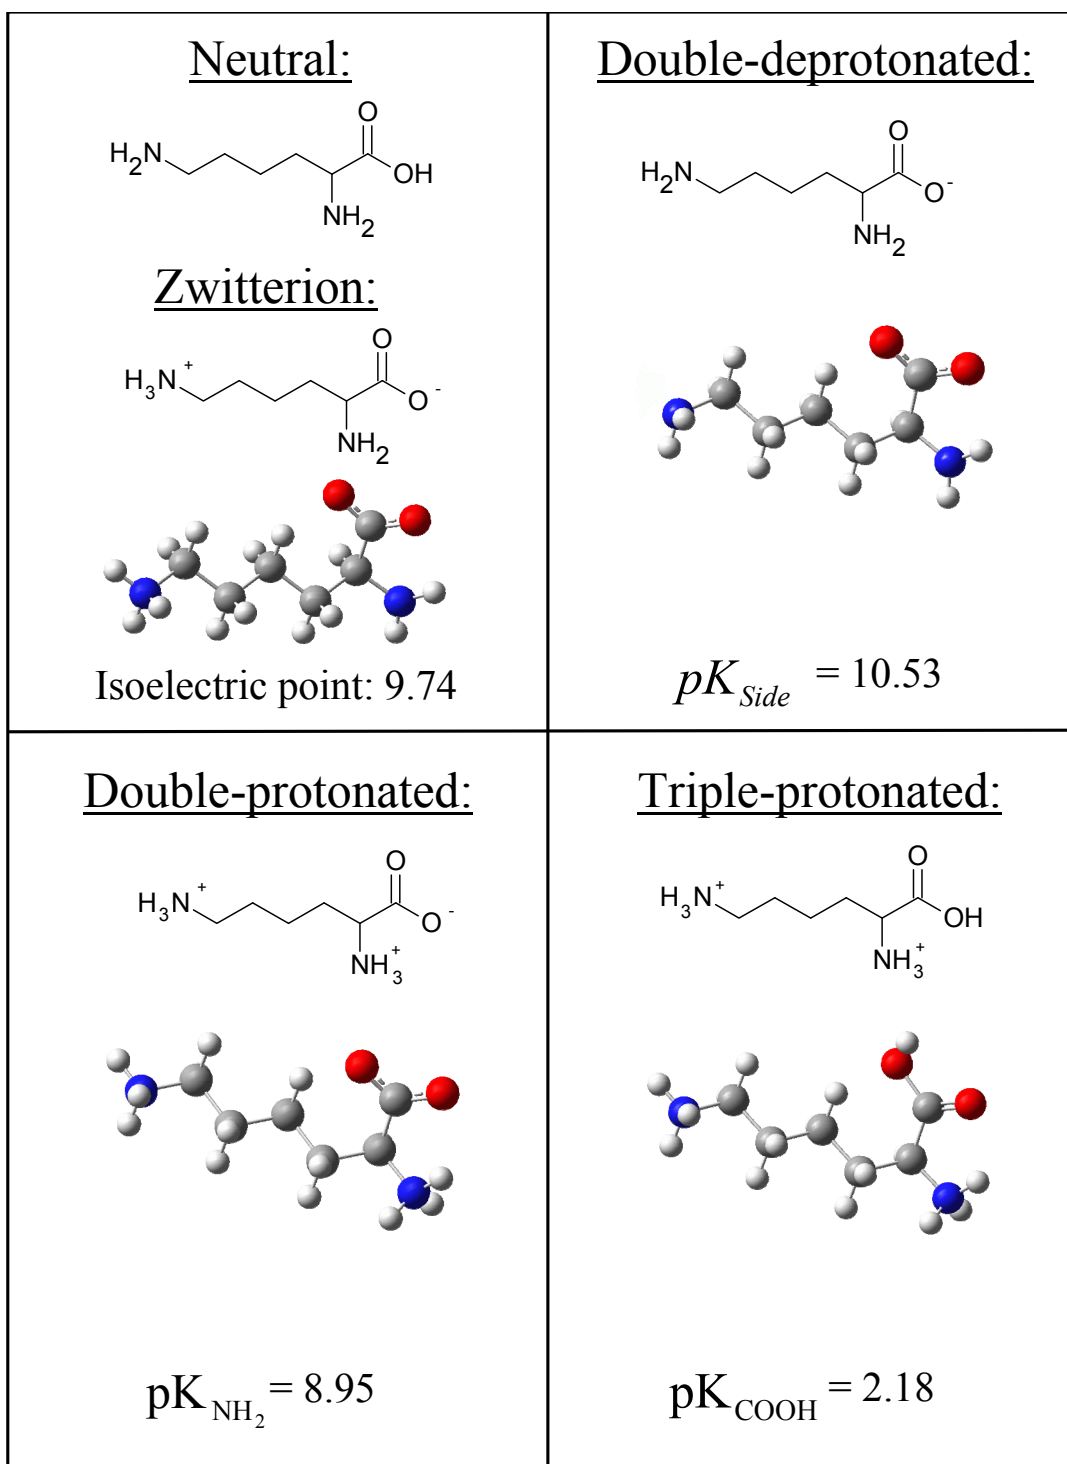 Neutral:
O
H2N
OH
NH2
Zwitterion:
O
H3N+
O-
NH2
Isoelectric point: 9.74
Double-deprotonated:
O
H2N
O-
NH2
pKSide = 10.53
Double-protonated:
O
H3N+
O-
NH3+
pKNH2 = 8.95
Triple-protonated:
O
H3N+
OH
NH3+
pKCOOH = 2.18